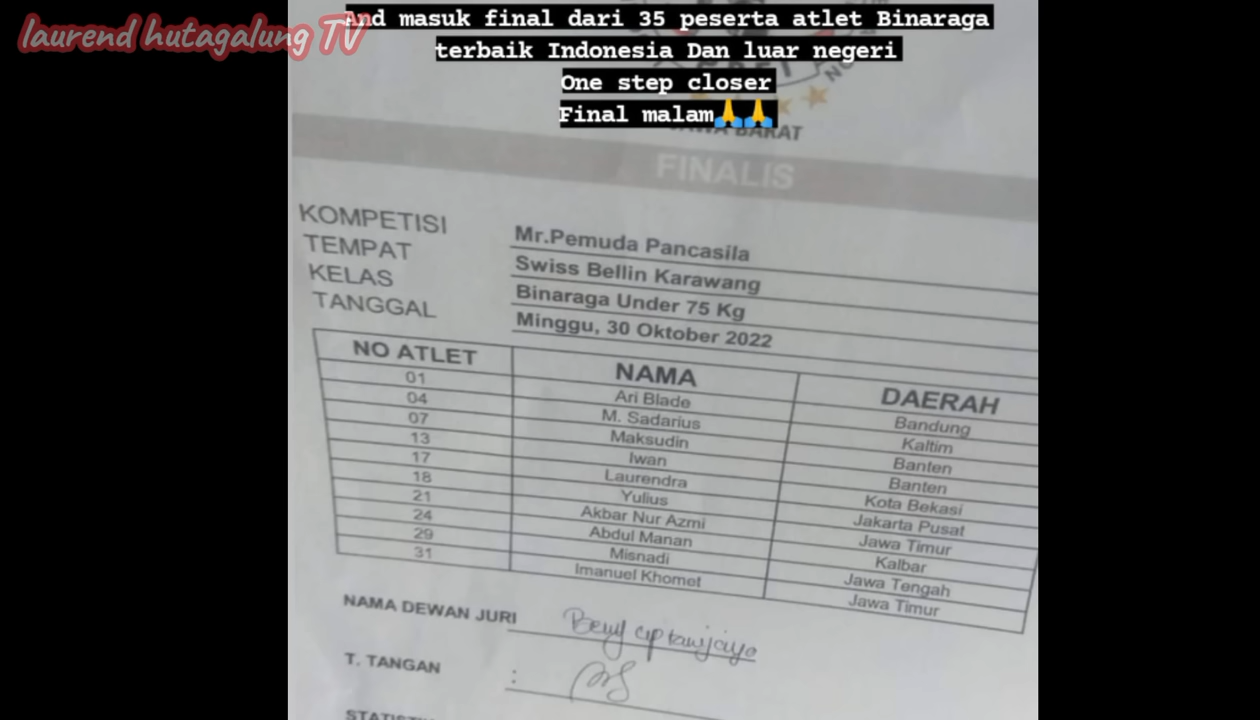 laurend hutagalung TV
And masuk final dari 35 peserta atlet Binaraga
terbaik Indonesia Dan luar negeri
One step closer
Final malam🙏🙏
JAWA BARAT
FINALIS
KOMPETISI Mr.Pemuda Pancasila
TEMPAT Swiss Bellin Karawang
KELAS Binaraga Under 75 Kg
TANGGAL Minggu, 30 Oktober 2022
NO ATLET NAMA DAERAH
01 Ari Blade Bandung
04 M. Sadarius Kaltim
07 Maksudin Banten
13 Iwan Banten
17 Laurendra Kota Bekasi
18 Yulius Jakarta Pusat
21 Akbar Nur Azmi Jawa Timur
24 Abdul Manan Kalbar
29 Misnadi Jawa Tengah
31 Imanuel Khomet Jawa Timur
NAMA DEWAN JURI
T. TANGAN :